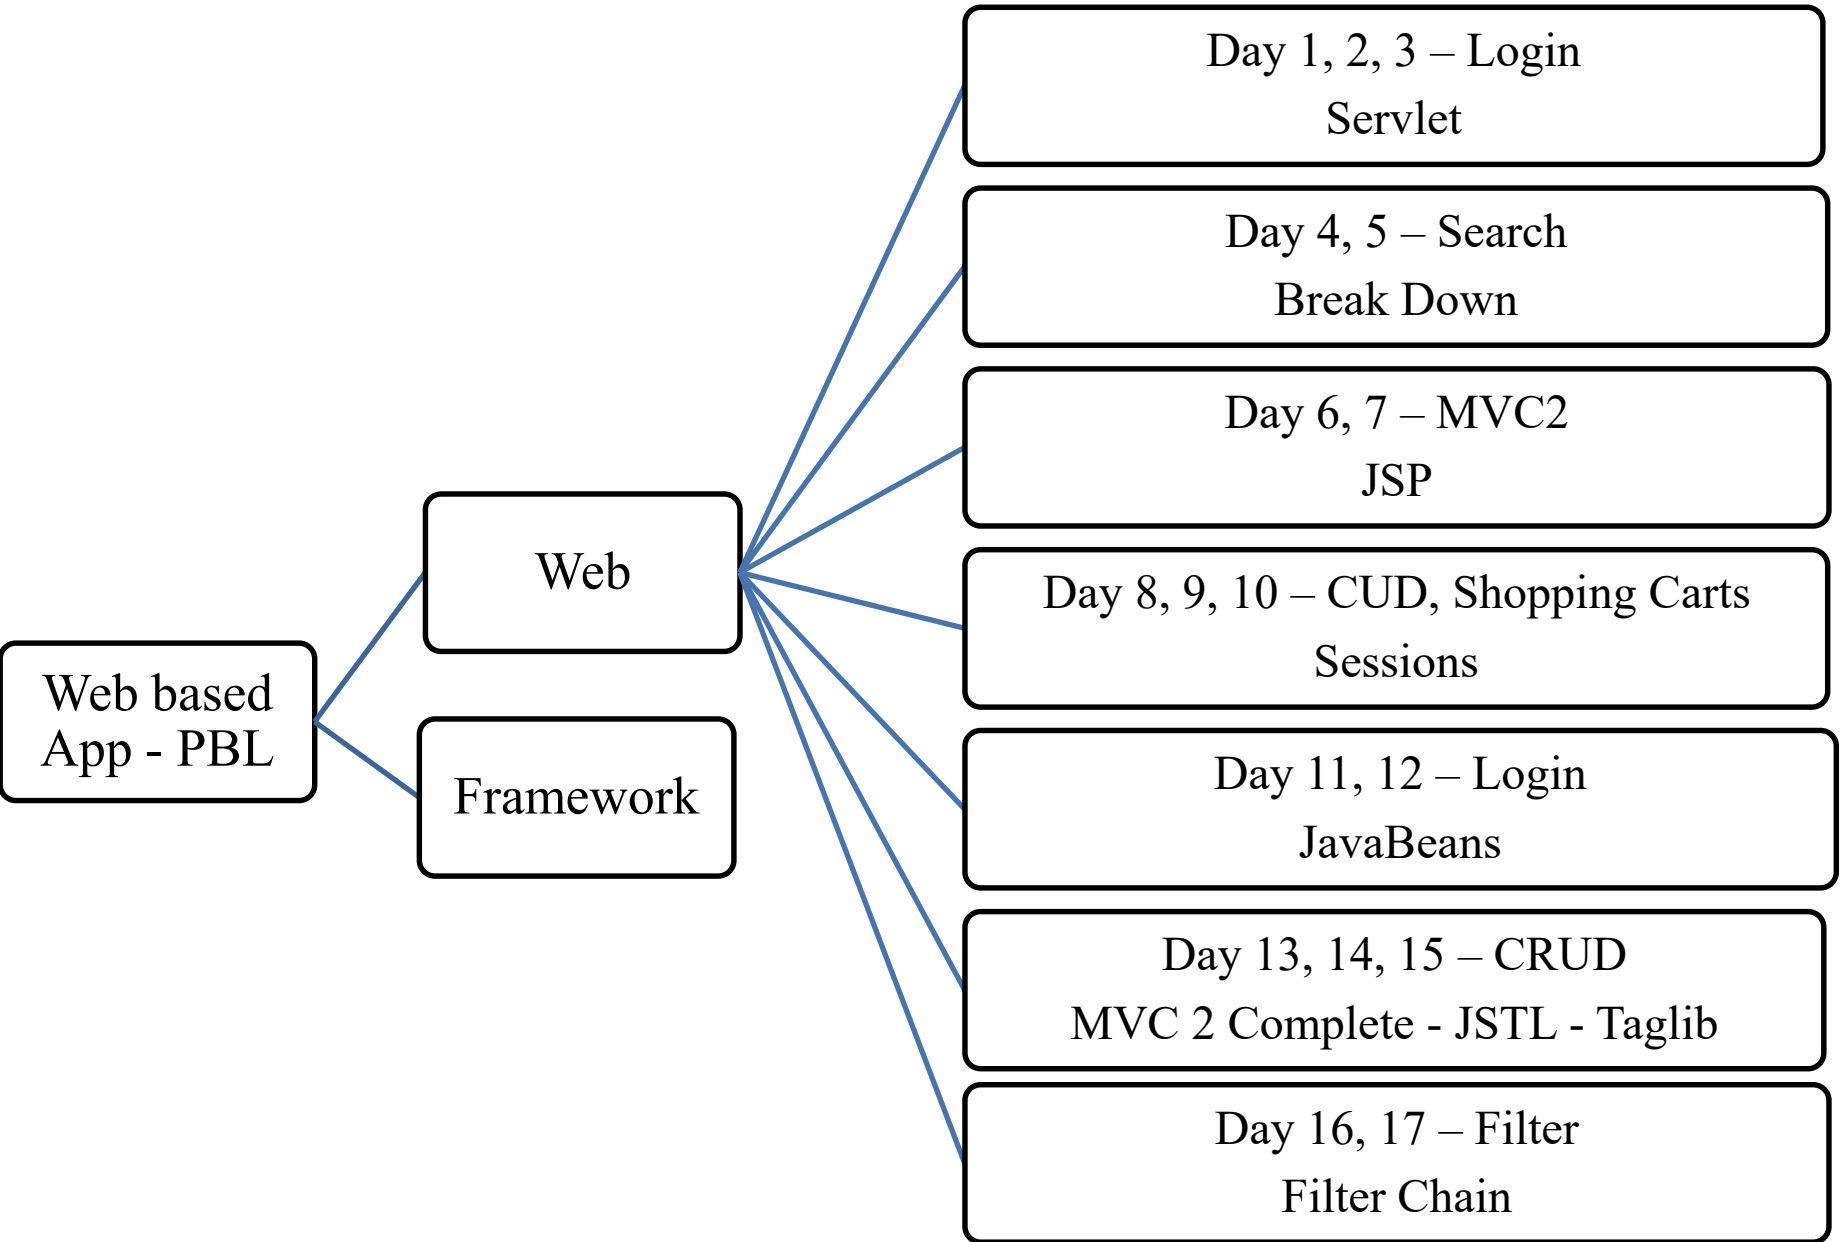 Web based
App - PBL
Web
Framework
Day 1, 2, 3 – Login
Servlet
Day 4, 5 – Search
Break Down
Day 6, 7 – MVC2
JSP
Day 8, 9, 10 – CUD, Shopping Carts
Sessions
Day 11, 12 – Login
JavaBeans
Day 13, 14, 15 – CRUD
MVC 2 Complete - JSTL - Taglib
Day 16, 17 – Filter
Filter Chain